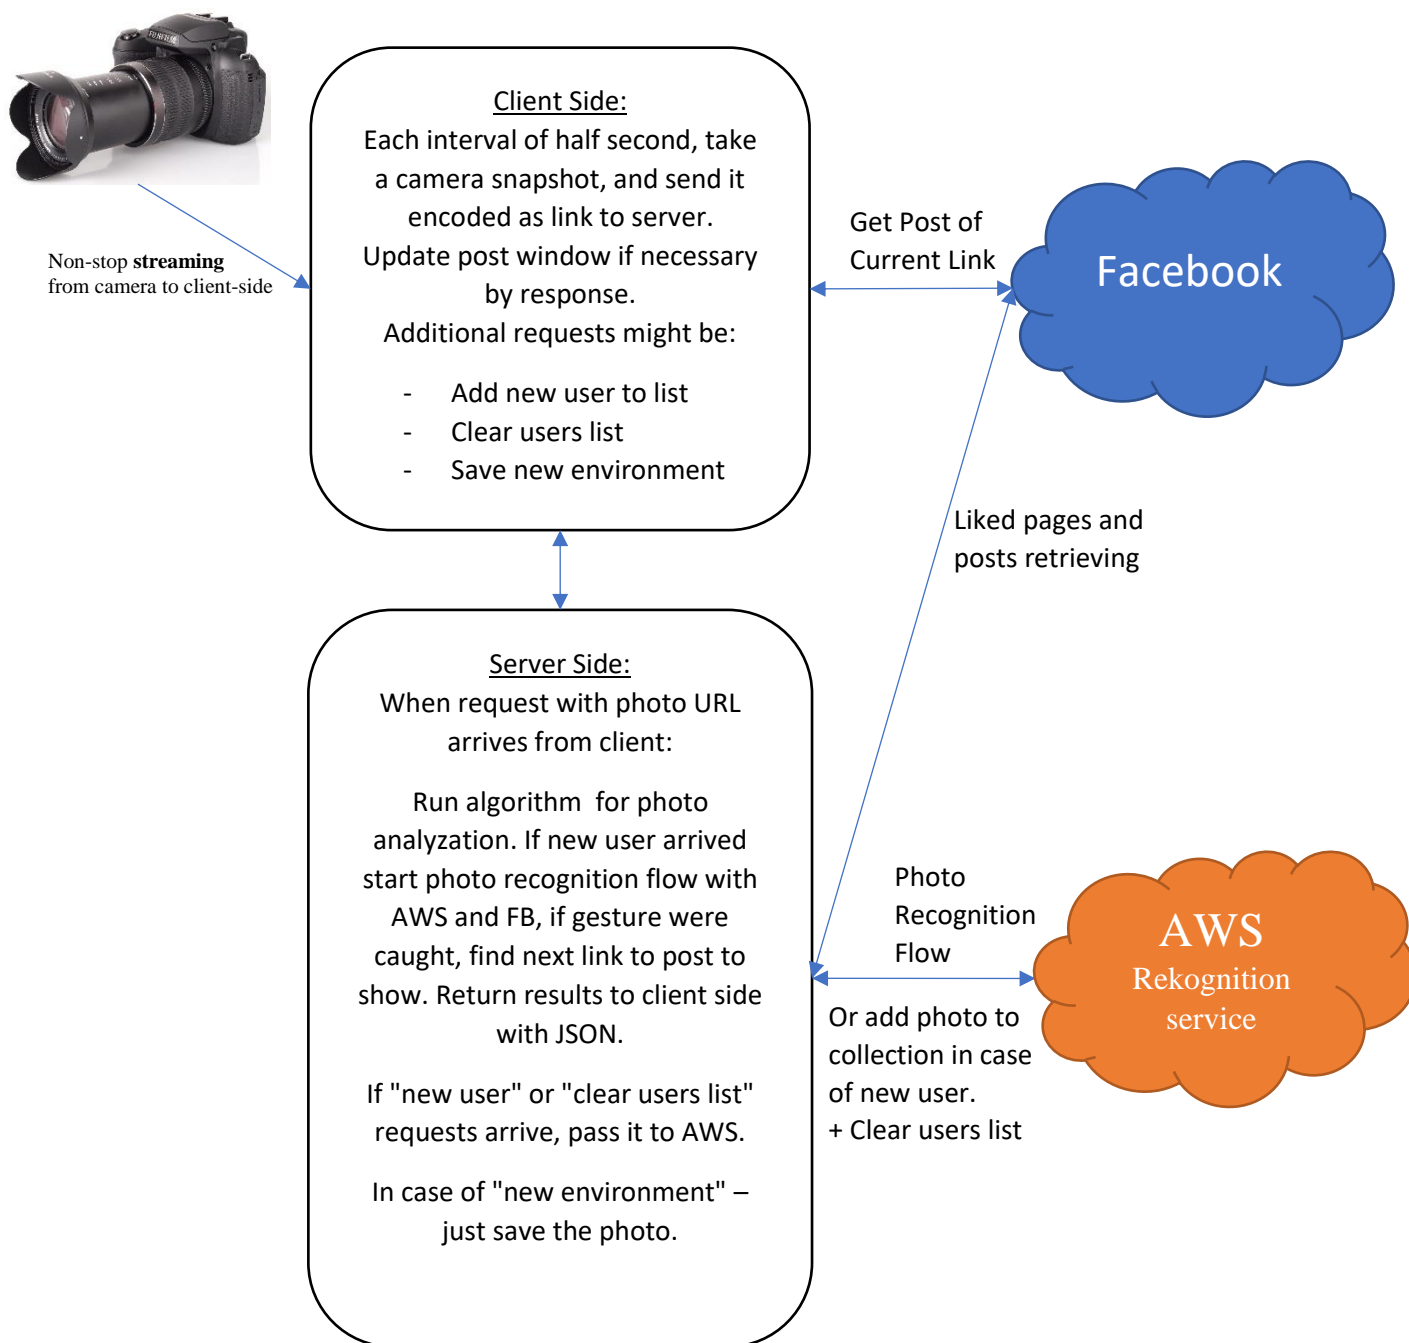 FUJIFILM
Client Side:
Each interval of half second, take
a camera snapshot, and send it
encoded as link to server.
Update post window if necessary
by response.
Additional requests might be:
- Add new user to list
- Clear users list
- Save new environment
Non-stop streaming
from camera to client-side
Get Post of
Current Link
Facebook
Liked pages and
posts retrieving
Server Side:
When request with photo URL
arrives from client:
Run algorithm  for photo
analyzation. If new user arrived
start photo recognition flow with
AWS and FB, if gesture were
caught, find next link to post to
show. Return results to client side
with JSON.
If "new user" or "clear users list"
requests arrive, pass it to AWS.
In case of "new environment" –
just save the photo.
Photo
Recognition
Flow
Or add photo to
collection in case
of new user.
+ Clear users list
AWS
Rekognition
service